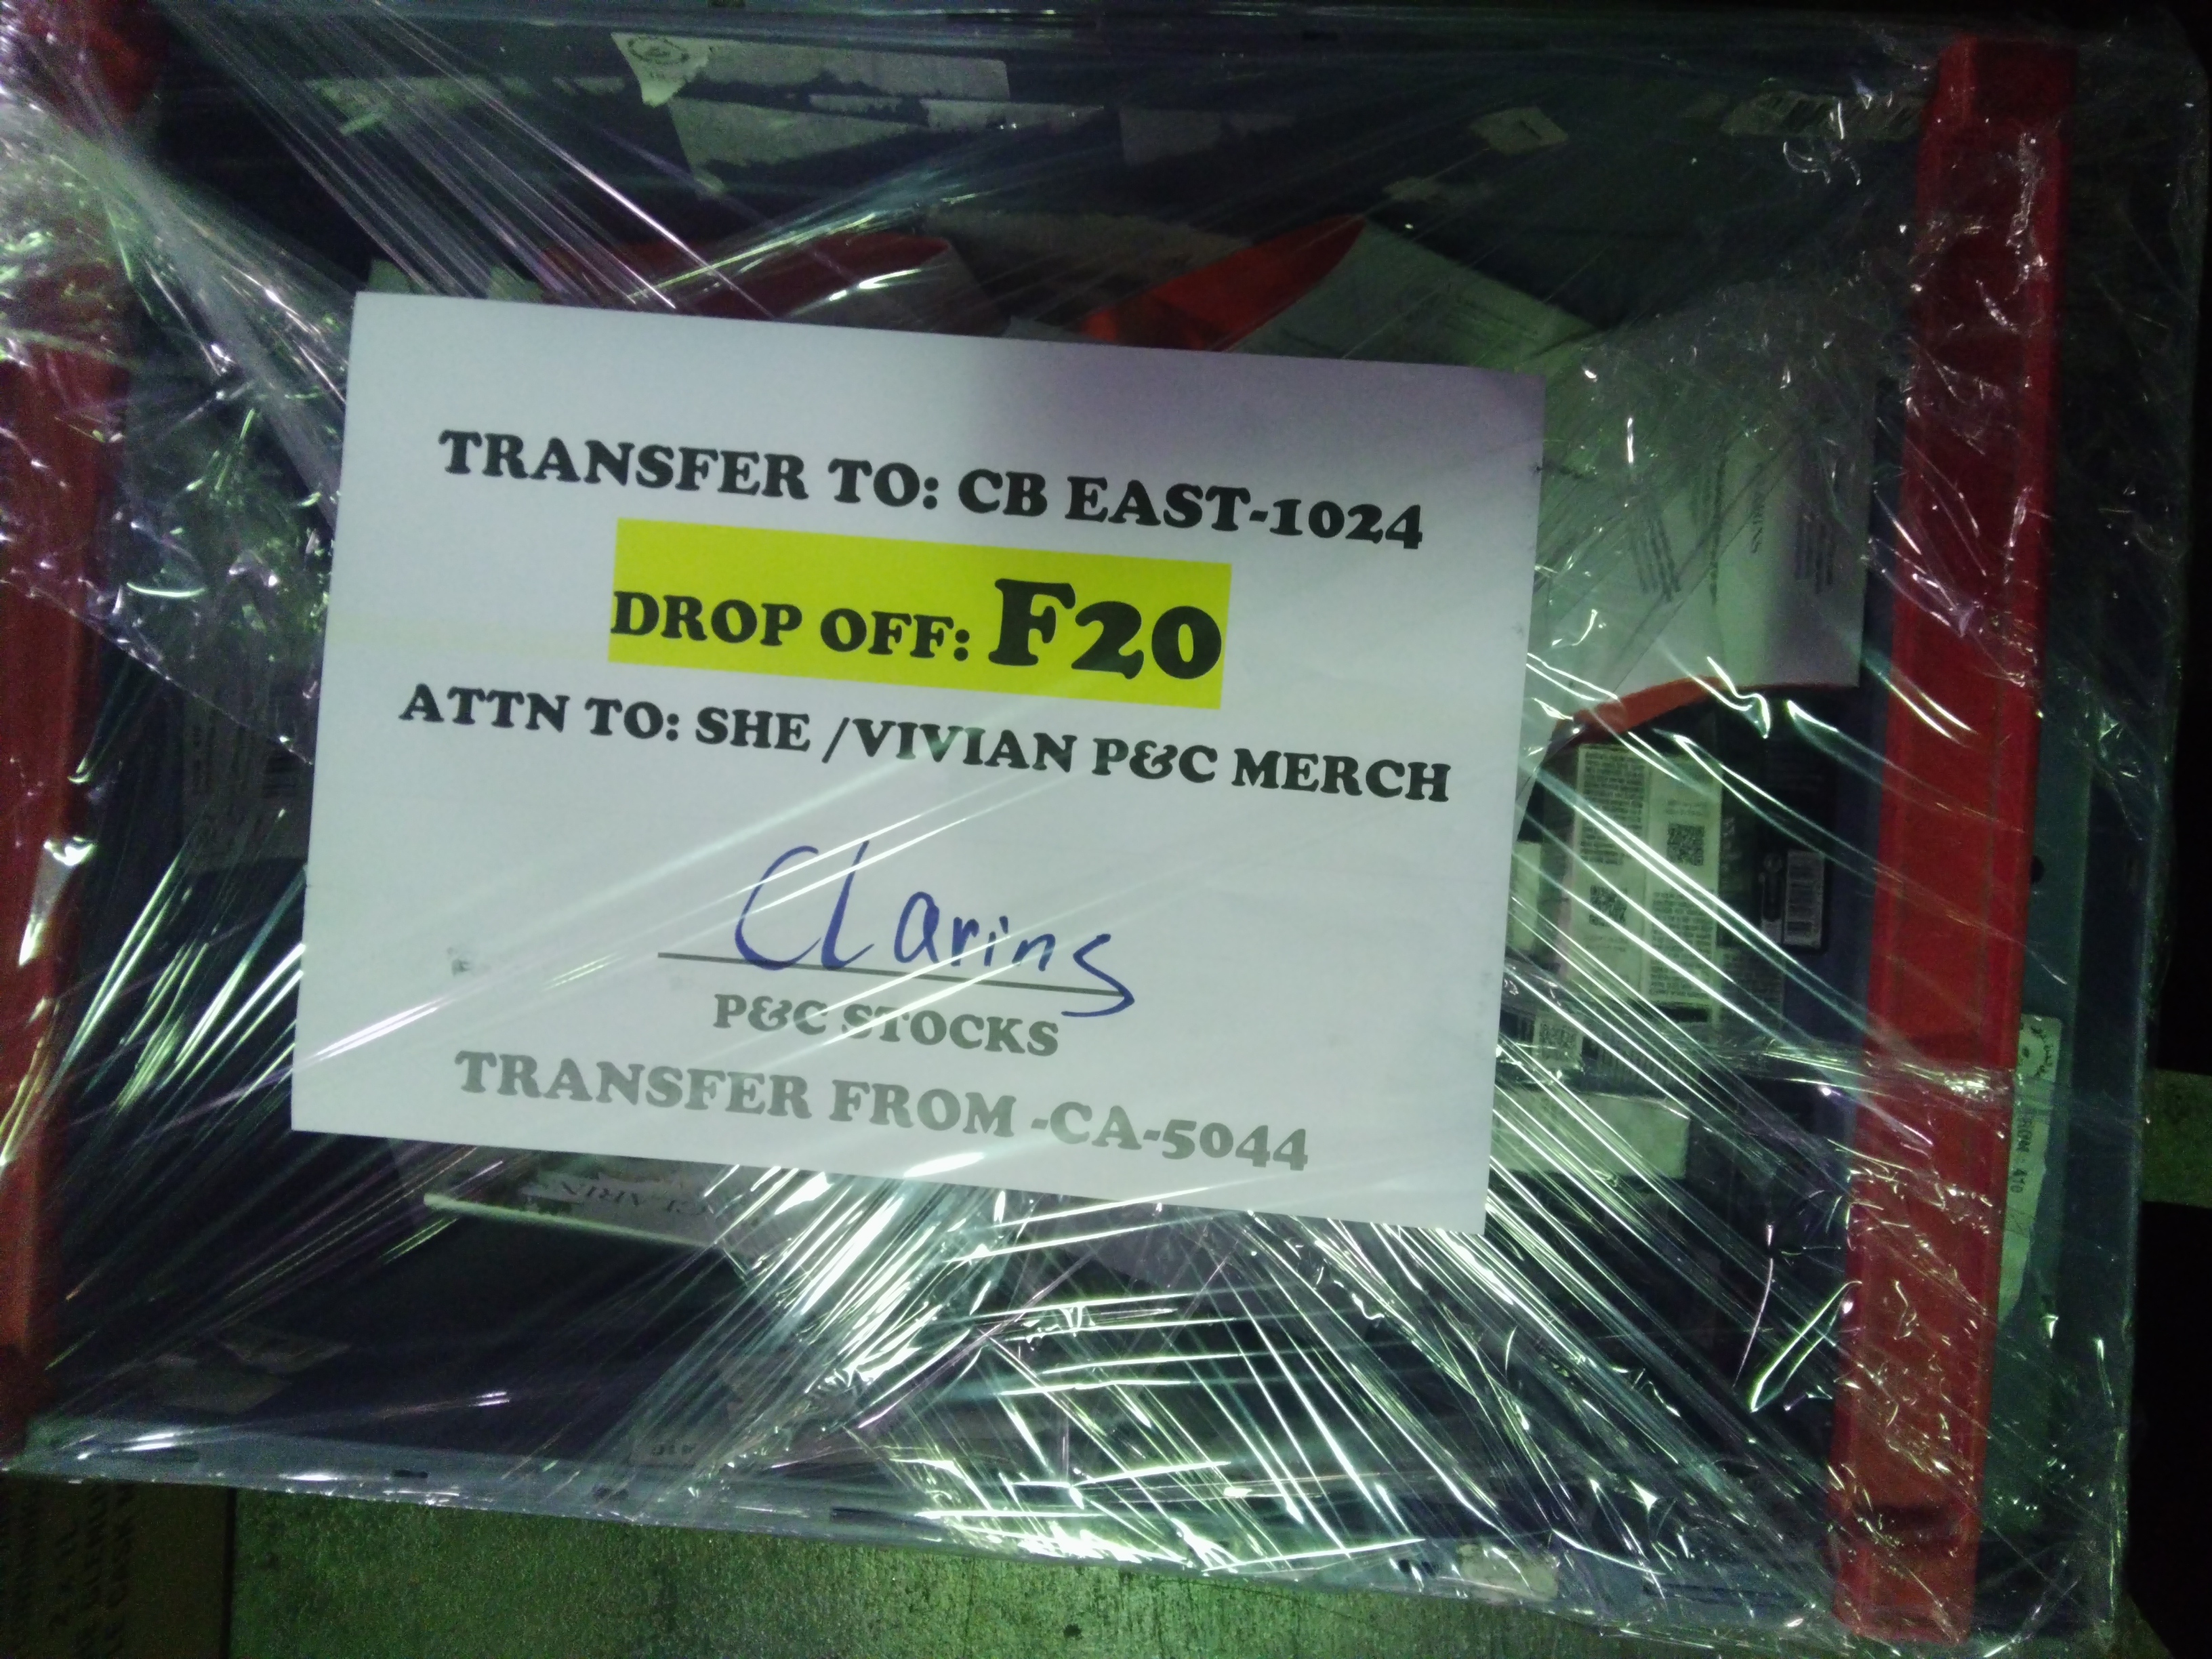 TRANSFER TO: CB EAST-1024
DROP OFF: F20
ATTN TO: SHE /VIVIAN P&C MERCH
Clarins
P&C STOCKS
TRANSFER FROM -CA-5044